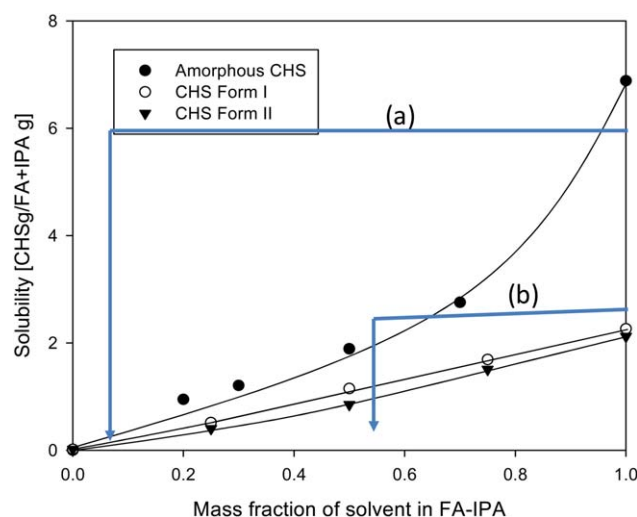 8
Amorphous CHS
CHS Form I
CHS Form II
(a)
6
Solubility [CHSg/FA+IPA g]
4
(b)
2
0
0.0 0.2 0.4 0.6 0.8 1.0
Mass fraction of solvent in FA-IPA